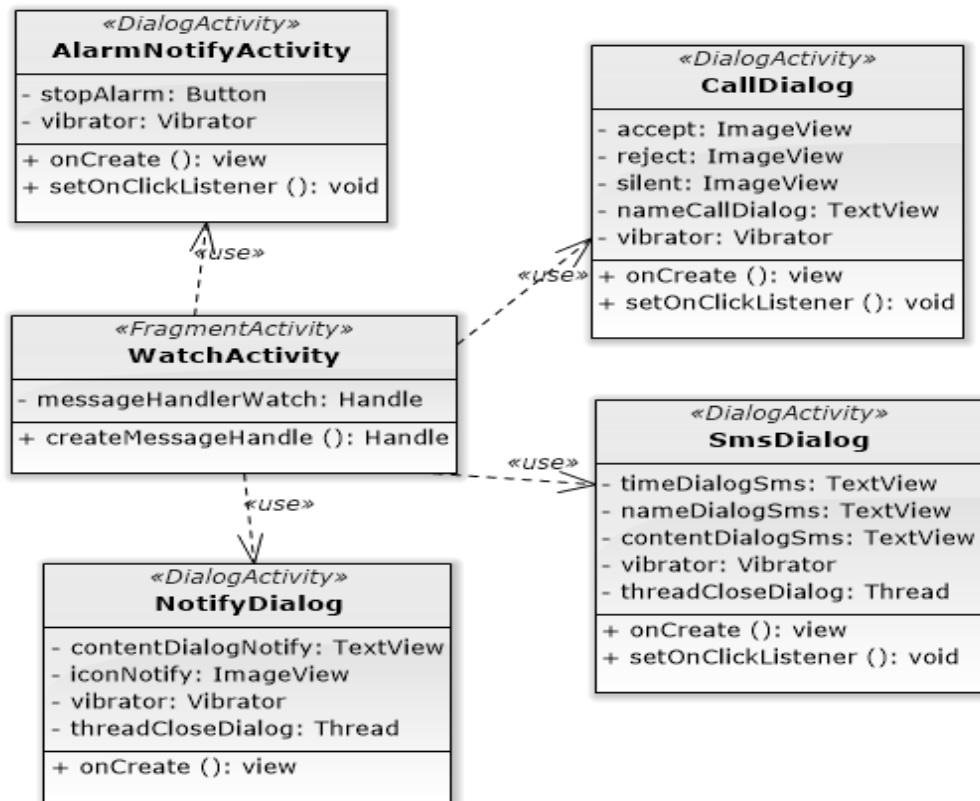 «DialogActivity»
AlarmNotifyActivity
- stopAlarm: Button
- vibrator: Vibrator
+ onCreate (): view
+ setOnClickListener (): void
«DialogActivity»
CallDialog
- accept: ImageView
- reject: ImageView
- silent: ImageView
- nameCallDialog: TextView
- vibrator: Vibrator
+ onCreate (): view
+ setOnClickListener (): void
«use»
«use»
«FragmentActivity»
WatchActivity
- messageHandlerWatch: Handle
+ createMessageHandle (): Handle
«use»
«use»
«DialogActivity»
SmsDialog
- timeDialogSms: TextView
- nameDialogSms: TextView
- contentDialogSms: TextView
- vibrator: Vibrator
- threadCloseDialog: Thread
+ onCreate (): view
+ setOnClickListener (): void
«DialogActivity»
NotifyDialog
- contentDialogNotify: TextView
- iconNotify: ImageView
- vibrator: Vibrator
- threadCloseDialog: Thread
+ onCreate (): view